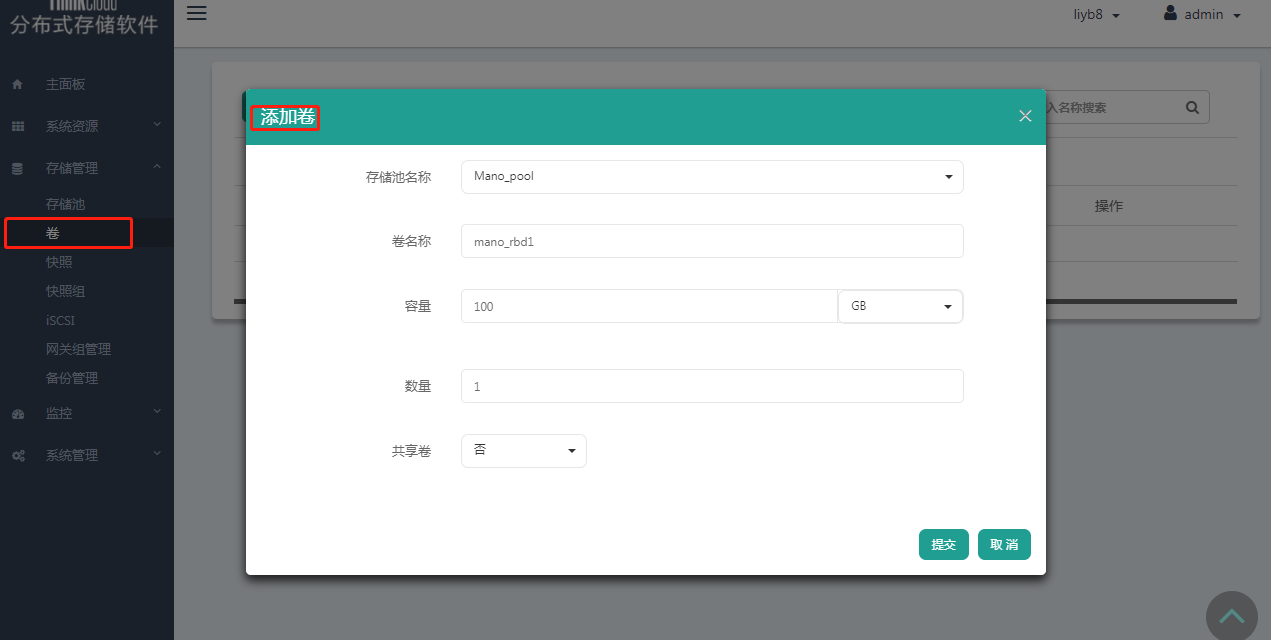 ThinkCloud
分布式存储软件
liyb8
admin
主面板
系统资源
存储管理
存储池
卷
快照
快照组
iSCSI
网关组管理
备份管理
监控
系统管理
入名称搜索
操作
添加卷
存储池名称 Mano_pool
卷名称 mano_rbd1
容量 100 GB
数量 1
共享卷 否
提交 取消